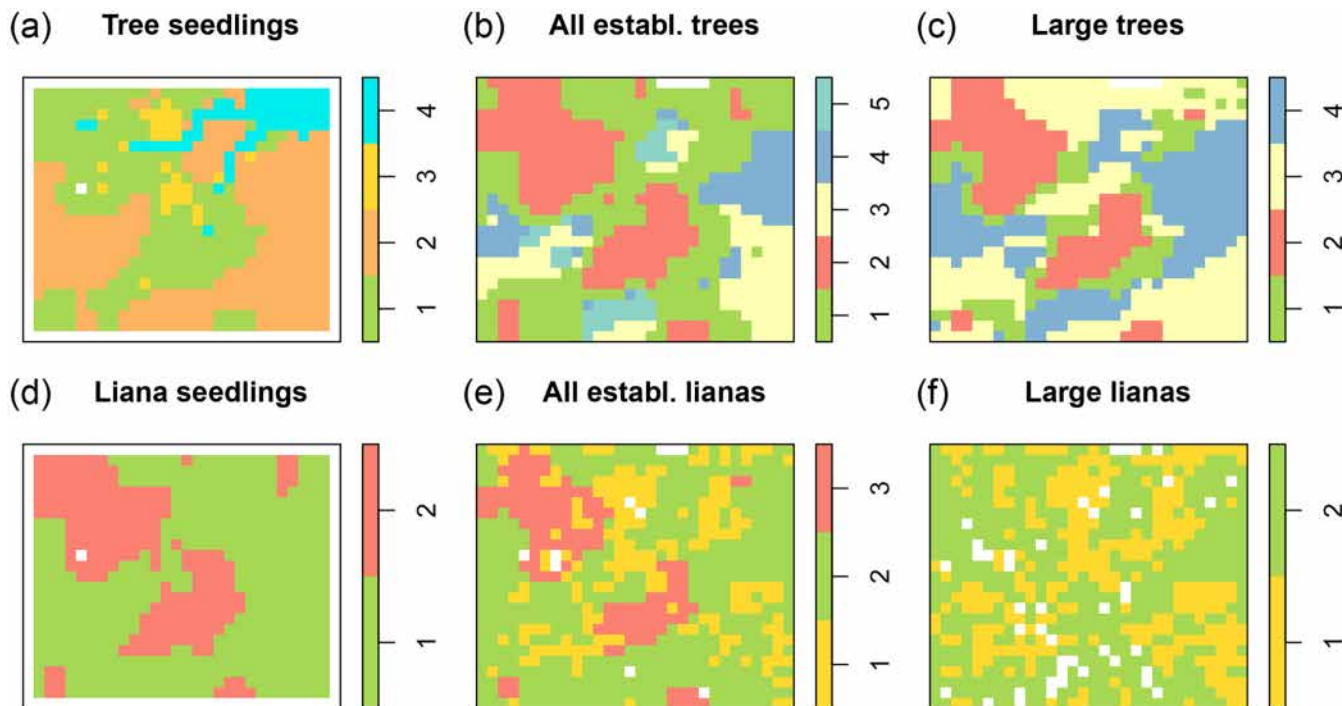 (a) Tree seedlings
(b) All establ. trees
(c) Large trees
1 2 3 4
1 2 3 4 5
1 2 3 4
(d) Liana seedlings
(e) All establ. lianas
(f) Large lianas
1 2
1 2 3
1 2